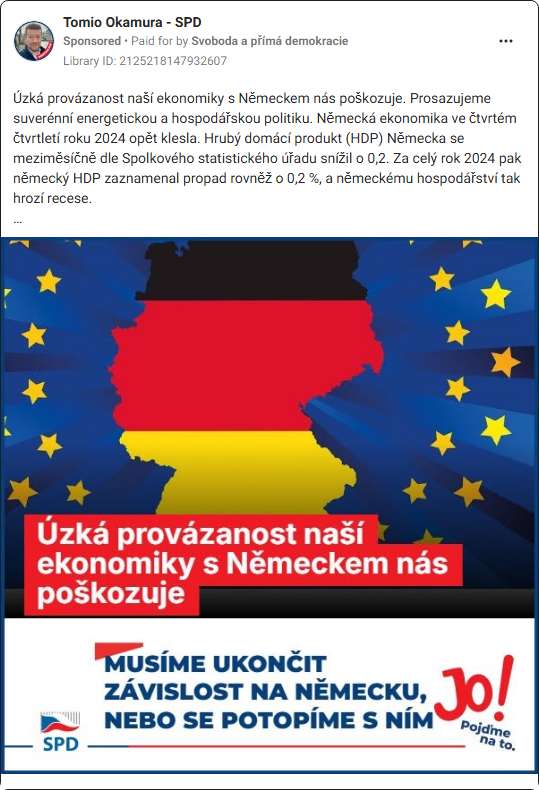 Tomio Okamura - SPD
Sponsored • Paid for by Svoboda a přímá demokracie
Library ID: 2125218147932607
Úzká provázanost naší ekonomiky s Německem nás poškozuje. Prosazujeme
suverénní energetickou a hospodářskou politiku. Německá ekonomika ve čtvrtém
čtvrtletí roku 2024 opět klesla. Hrubý domácí produkt (HDP) Německa se
meziměsíčně dle Spolkového statistického úřadu snížil o 0,2. Za celý rok 2024 pak
německý HDP zaznamenal propad rovněž o 0,2 %, a německému hospodářství tak
hrozí recese.
...
Úzká provázanost naší
ekonomiky s Německem nás
poškozuje
MUSÍME UKONČIT
ZÁVISLOST NA NĚMECKU,
NEBO SE POTOPÍME S NÍM
Jo!
Pojďme
na to.
SPD